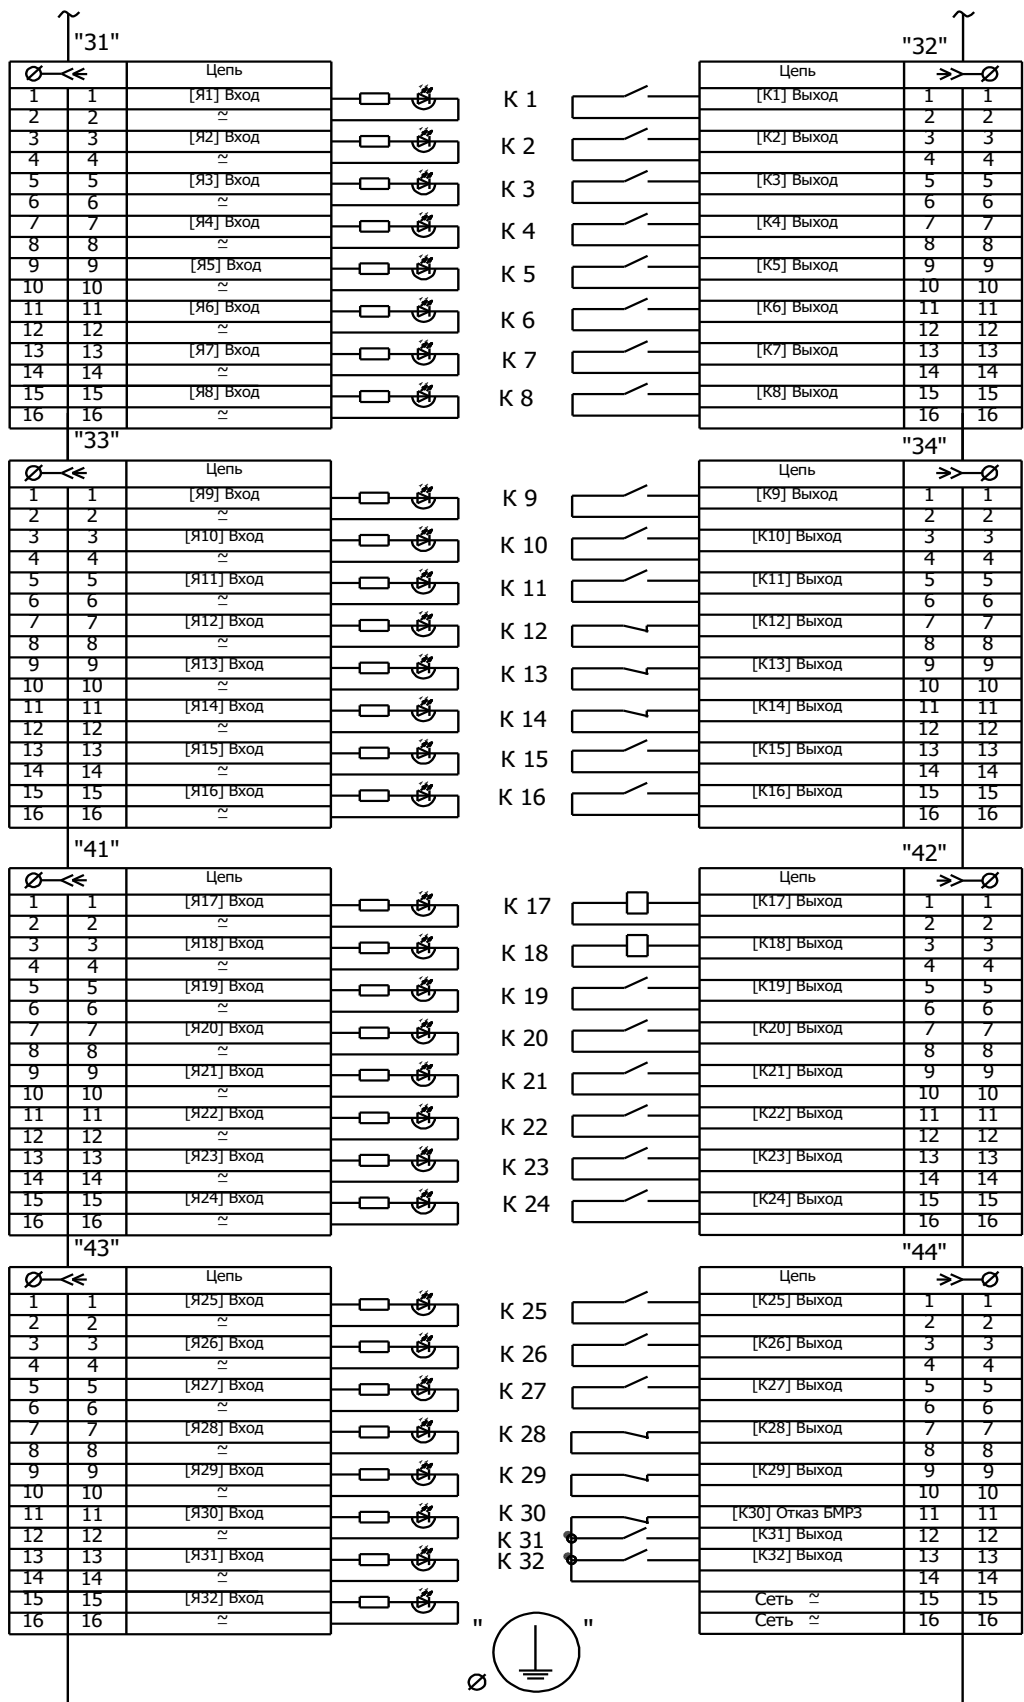 "31" "32"
Цепь Цепь
1 1 [Я1] Вход К 1 [К1] Выход 1 1
2 2 ~ 2 2
3 3 [Я2] Вход К 2 [К2] Выход 3 3
4 4 ~ 4 4
5 5 [Я3] Вход К 3 [К3] Выход 5 5
6 6 ~ 6 6
7 7 [Я4] Вход К 4 [К4] Выход 7 7
8 8 ~ 8 8
9 9 [Я5] Вход К 5 [К5] Выход 9 9
10 10 ~ 10 10
11 11 [Я6] Вход К 6 [К6] Выход 11 11
12 12 ~ 12 12
13 13 [Я7] Вход К 7 [К7] Выход 13 13
14 14 ~ 14 14
15 15 [Я8] Вход К 8 [К8] Выход 15 15
16 16 ~ 16 16
"33" "34"
Цепь Цепь
1 1 [Я9] Вход К 9 [К9] Выход 1 1
2 2 ~ 2 2
3 3 [Я10] Вход К 10 [К10] Выход 3 3
4 4 ~ 4 4
5 5 [Я11] Вход К 11 [К11] Выход 5 5
6 6 ~ 6 6
7 7 [Я12] Вход К 12 [К12] Выход 7 7
8 8 ~ 8 8
9 9 [Я13] Вход К 13 [К13] Выход 9 9
10 10 ~ 10 10
11 11 [Я14] Вход К 14 [К14] Выход 11 11
12 12 ~ 12 12
13 13 [Я15] Вход К 15 [К15] Выход 13 13
14 14 ~ 14 14
15 15 [Я16] Вход К 16 [К16] Выход 15 15
16 16 ~ 16 16
"41" "42"
Цепь Цепь
1 1 [Я17] Вход К 17 [К17] Выход 1 1
2 2 ~ 2 2
3 3 [Я18] Вход К 18 [К18] Выход 3 3
4 4 ~ 4 4
5 5 [Я19] Вход К 19 [К19] Выход 5 5
6 6 ~ 6 6
7 7 [Я20] Вход К 20 [К20] Выход 7 7
8 8 ~ 8 8
9 9 [Я21] Вход К 21 [К21] Выход 9 9
10 10 ~ 10 10
11 11 [Я22] Вход К 22 [К22] Выход 11 11
12 12 ~ 12 12
13 13 [Я23] Вход К 23 [К23] Выход 13 13
14 14 ~ 14 14
15 15 [Я24] Вход К 24 [К24] Выход 15 15
16 16 ~ 16 16
"43" "44"
Цепь Цепь
1 1 [Я25] Вход К 25 [К25] Выход 1 1
2 2 ~ 2 2
3 3 [Я26] Вход К 26 [К26] Выход 3 3
4 4 ~ 4 4
5 5 [Я27] Вход К 27 [К27] Выход 5 5
6 6 ~ 6 6
7 7 [Я28] Вход К 28 [К28] Выход 7 7
8 8 ~ 8 8
9 9 [Я29] Вход К 29 [К29] Выход 9 9
10 10 ~ 10 10
11 11 [Я30] Вход К 30 [К30] Отказ БМРЗ 11 11
12 12 ~ К 31 [К31] Выход 12 12
13 13 [Я31] Вход К 32 [К32] Выход 13 13
14 14 ~ 14 14
15 15 [Я32] Вход Сеть ~ 15 15
16 16 ~ Сеть ~ 16 16
" "